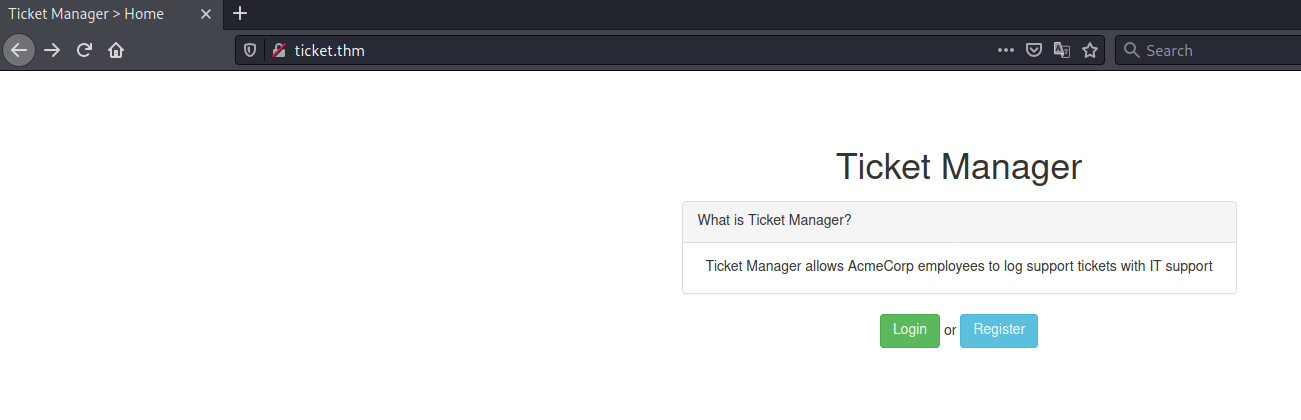 Ticket Manager > Home
ticket.thm
Search
Ticket Manager
What is Ticket Manager?
Ticket Manager allows AcmeCorp employees to log support tickets with IT support
Login or Register